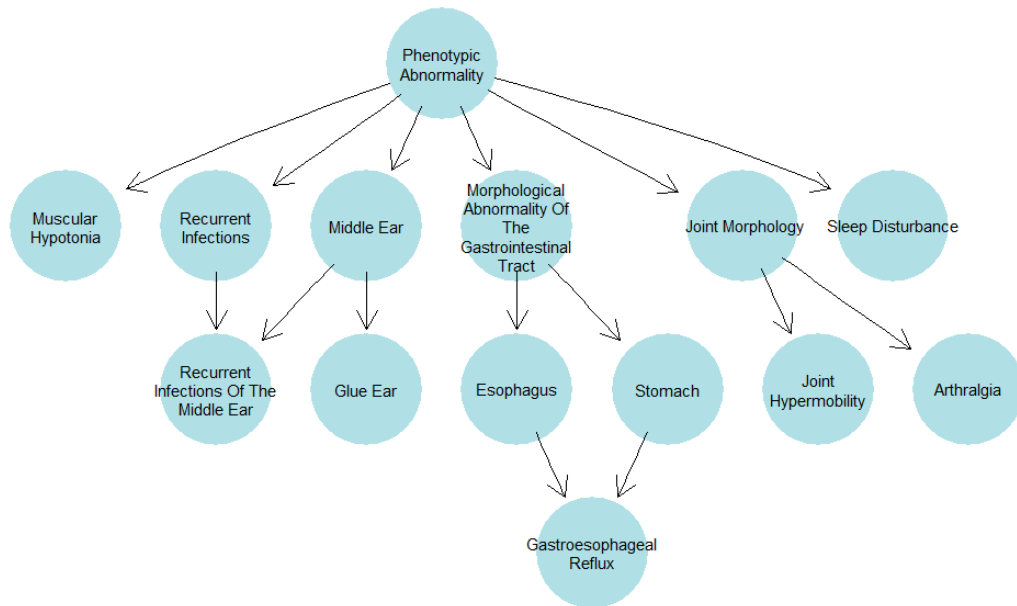 Phenotypic
Abnormality
Muscular
Hypotonia
Recurrent
Infections
Middle Ear
Morphological
Abnormality Of
The
Gastrointestinal
Tract
Joint Morphology
Sleep Disturbance
Recurrent
Infections Of The
Middle Ear
Glue Ear
Esophagus
Stomach
Joint
Hypermobility
Arthralgia
Gastroesophageal
Reflux